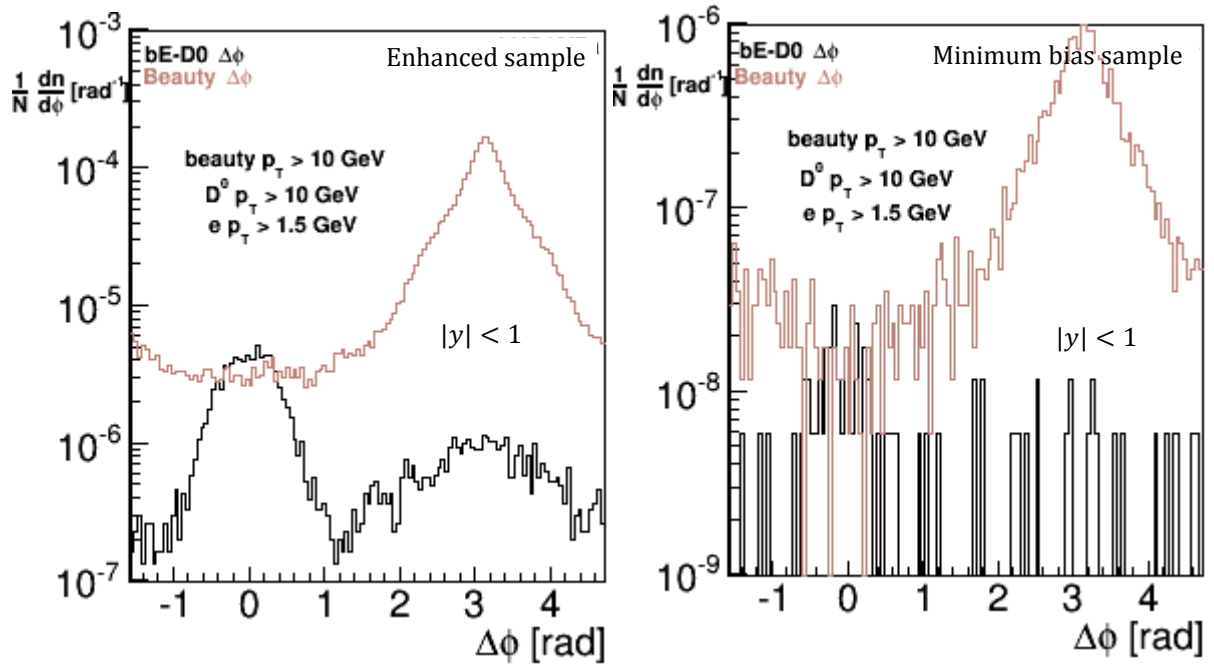 10⁻³
bE-D0 Δϕ
Enhanced sample
Beauty Δϕ
1/N dn/dϕ [rad⁻¹]
beauty p_T > 10 GeV
D⁰ p_T > 10 GeV
e p_T > 1.5 GeV
10⁻⁴
10⁻⁵
|y| < 1
10⁻⁶
10⁻⁷
-1 0 1 2 3 4
Δϕ [rad]
10⁻⁶
bE-D0 Δϕ
Minimum bias sample
Beauty Δϕ
1/N dn/dϕ [rad⁻¹]
beauty p_T > 10 GeV
D⁰ p_T > 10 GeV
e p_T > 1.5 GeV
10⁻⁷
|y| < 1
10⁻⁸
10⁻⁹
-1 0 1 2 3 4
Δϕ [rad]